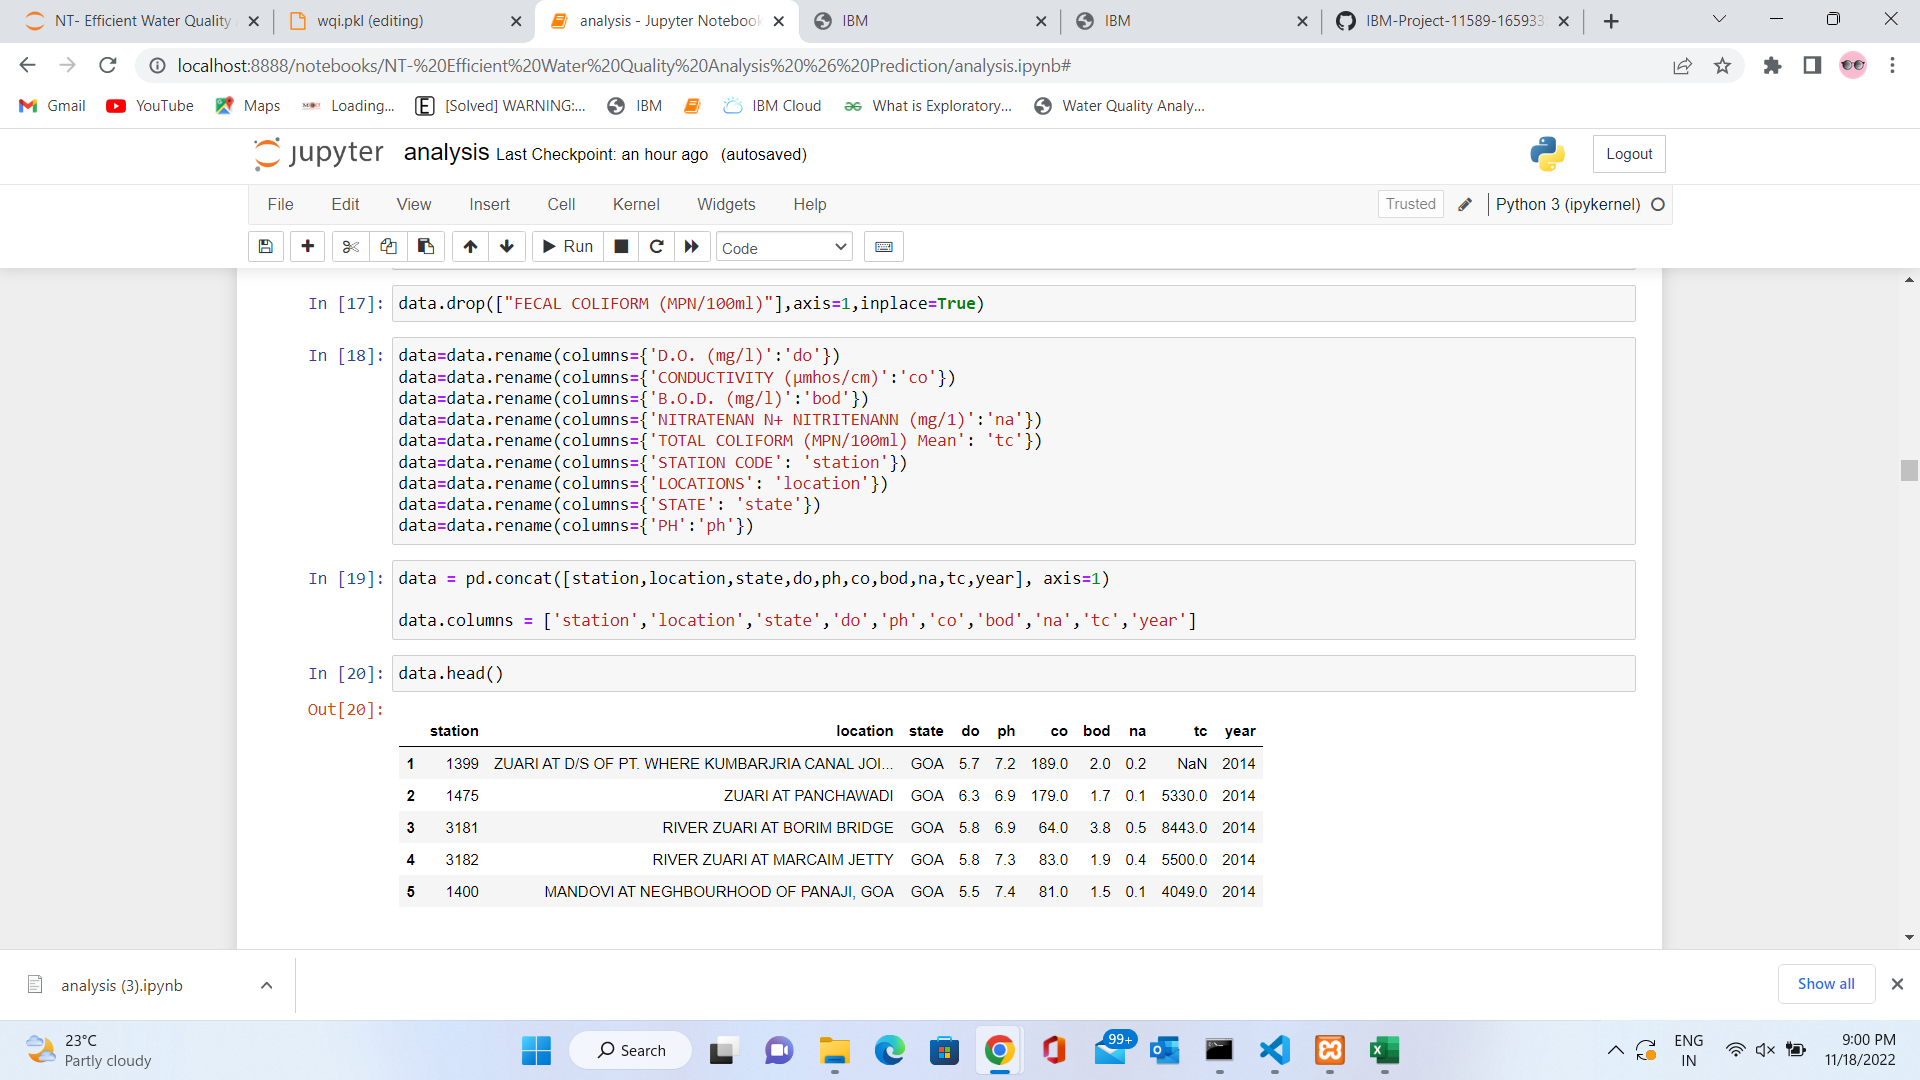 NT- Efficient Water Quality
wqi.pkl (editing)
analysis - Jupyter Notebook
IBM
IBM
IBM-Project-11589-165933
localhost:8888/notebooks/NT-%20Efficient%20Water%20Quality%20Analysis%20%26%20Prediction/analysis.ipynb#
Gmail
YouTube
Maps
Loading...
[Solved] WARNING:...
IBM
IBM Cloud
What is Exploratory...
Water Quality Analy...
jupyter analysis Last Checkpoint: an hour ago (autosaved)
Logout
File Edit View Insert Cell Kernel Widgets Help
Trusted
Python 3 (ipykernel)
Run
Code
In [17]: data.drop(["FECAL COLIFORM (MPN/100ml)"],axis=1,inplace=True)
In [18]: data=data.rename(columns={'D.O. (mg/l)':'do'})
data=data.rename(columns={'CONDUCTIVITY (µmhos/cm)':'co'})
data=data.rename(columns={'B.O.D. (mg/l)':'bod'})
data=data.rename(columns={'NITRATENAN N+ NITRITENANN (mg/1)':'na'})
data=data.rename(columns={'TOTAL COLIFORM (MPN/100ml) Mean': 'tc'})
data=data.rename(columns={'STATION CODE': 'station'})
data=data.rename(columns={'LOCATIONS': 'location'})
data=data.rename(columns={'STATE': 'state'})
data=data.rename(columns={'PH':'ph'})
In [19]: data = pd.concat([station,location,state,do,ph,co,bod,na,tc,year], axis=1)
data.columns = ['station','location','state','do','ph','co','bod','na','tc','year']
In [20]: data.head()
Out[20]:
station location state do ph co bod na tc year
1 1399 ZUARI AT D/S OF PT. WHERE KUMBARJRIA CANAL JOI... GOA 5.7 7.2 189.0 2.0 0.2 NaN 2014
2 1475 ZUARI AT PANCHAWADI GOA 6.3 6.9 179.0 1.7 0.1 5330.0 2014
3 3181 RIVER ZUARI AT BORIM BRIDGE GOA 5.8 6.9 64.0 3.8 0.5 8443.0 2014
4 3182 RIVER ZUARI AT MARCAIM JETTY GOA 5.8 7.3 83.0 1.9 0.4 5500.0 2014
5 1400 MANDOVI AT NEGHBOURHOOD OF PANAJI, GOA GOA 5.5 7.4 81.0 1.5 0.1 4049.0 2014
analysis (3).ipynb
Show all
23°C
Partly cloudy
Search
99+
ENG
IN
9:00 PM
11/18/2022